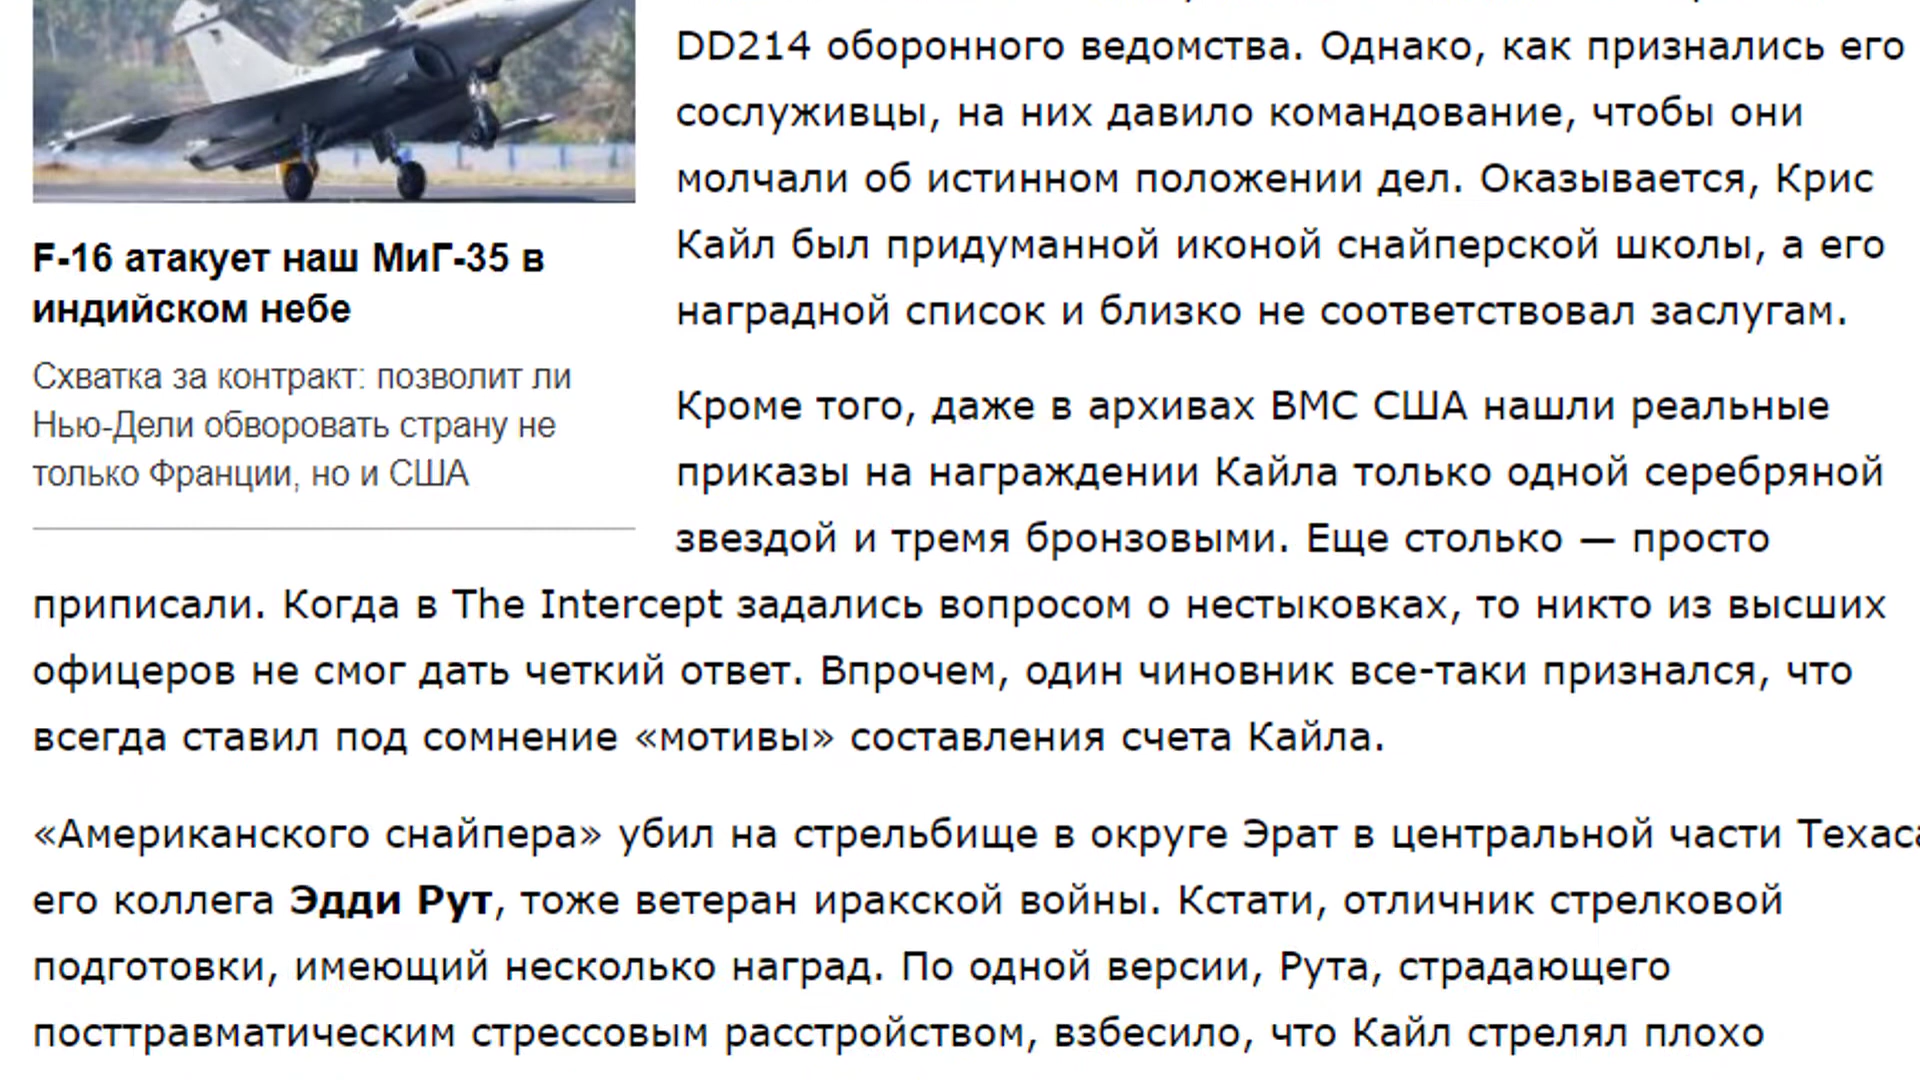 F-16 атакует наш МиГ-35 в
индийском небе
Схватка за контракт: позволит ли
Нью-Дели обворовать страну не
только Франции, но и США
DD214 оборонного ведомства. Однако, как признались его
сослуживцы, на них давило командование, чтобы они
молчали об истинном положении дел. Оказывается, Крис
Кайл был придуманной иконой снайперской школы, а его
наградной список и близко не соответствовал заслугам.
Кроме того, даже в архивах ВМС США нашли реальные
приказы на награждении Кайла только одной серебряной
звездой и тремя бронзовыми. Еще столько — просто
приписали. Когда в The Intercept задались вопросом о нестыковках, то никто из высших
офицеров не смог дать четкий ответ. Впрочем, один чиновник все-таки признался, что
всегда ставил под сомнение «мотивы» составления счета Кайла.
«Американского снайпера» убил на стрельбище в округе Эрат в центральной части Техаса
его коллега Эдди Рут, тоже ветеран иракской войны. Кстати, отличник стрелковой
подготовки, имеющий несколько наград. По одной версии, Рута, страдающего
посттравматическим стрессовым расстройством, взбесило, что Кайл стрелял плохо